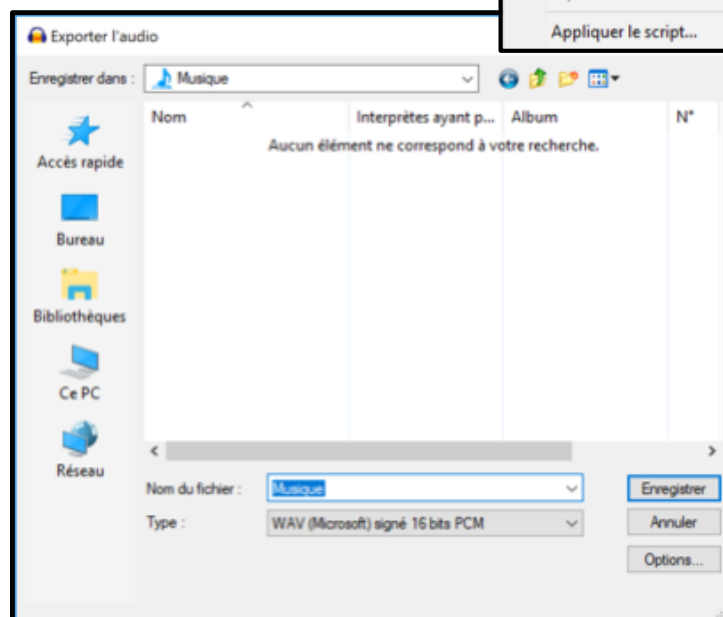 Appliquer le script...
Exporter l'audio
Enregistrer dans :
Musique
Nom
Interprètes ayant p...
Album
N°
Aucun élément ne correspond à votre recherche.
Accès rapide
Bureau
Bibliothèques
Ce PC
Réseau
Nom du fichier :
Musique
Enregistrer
Type :
WAV (Microsoft) signé 16 bits PCM
Annuler
Options...